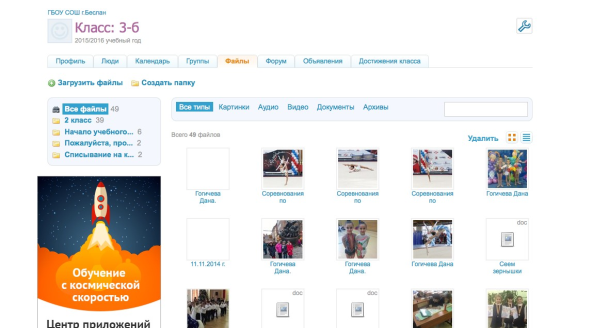 ГБОУ СОШ г.Беслан
Класс: 3-б
2015/2016 учебный год
Профиль Люди Календарь Группы Файлы Форум Объявления Достижения класса
Загрузить файлы Создать папку
Все файлы 49
2 класс 39
Начало учебного... 6
Пожалуйста, про... 2
Списывание на к... 2
Все типы Картинки Аудио Видео Документы Архивы
Всего 49 файлов
Удалить
Гогичева Дана.
Соревнования по
Соревнования по
Соревнования по
Гогичева Дана
11.11.2014 г.
Гогичева Дана.
Гогичева Дана.
Гогичева Дана
doc
Сеем зернышки
doc
doc
Обучение
с космической
скоростью
Центр приложений